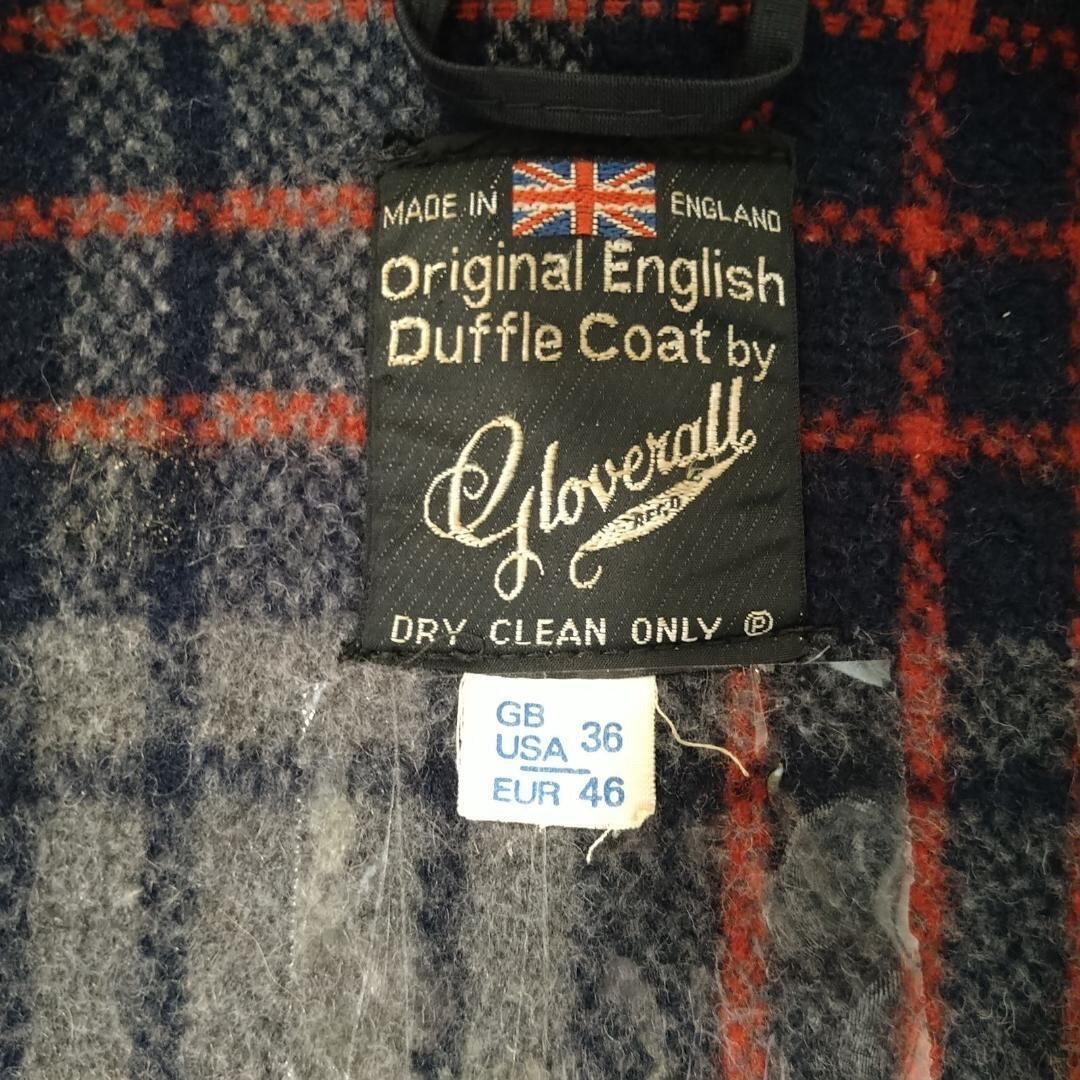 MADE IN ENGLAND
Original English
Duffle Coat by
Gloverall
REGD
DRY CLEAN ONLY Ⓟ
GB
USA 36
EUR 46